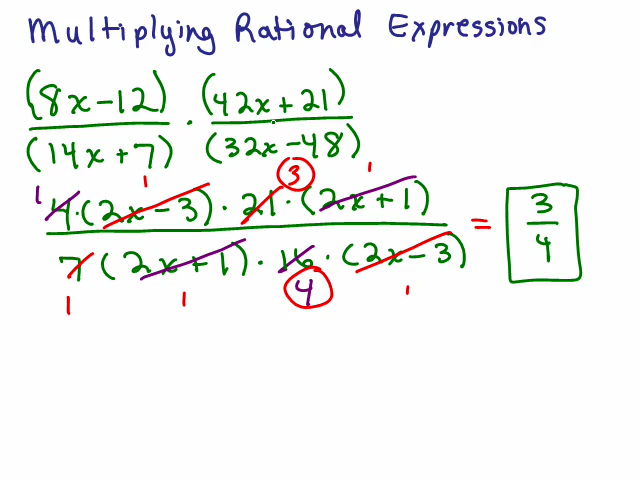 Multiplying Rational Expressions
(8x-12) . (42x+21)
(14x+7) (32x-48)
1 1 3 1
4.(2x-3) . 21 . (2x+1)
7(2x+1) . 16 . (2x-3) = 3/4
1 1 4 1